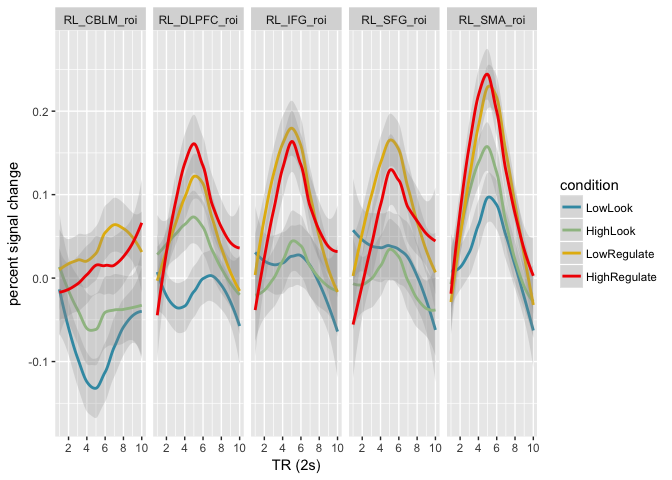 RL_CBLM_roi RL_DLPFC_roi RL_IFG_roi RL_SFG_roi RL_SMA_roi
percent signal change
0.2
0.1
0.0
-0.1
2 4 6 8 10 2 4 6 8 10 2 4 6 8 10 2 4 6 8 10 2 4 6 8 10
TR (2s)
condition
LowLook
HighLook
LowRegulate
HighRegulate